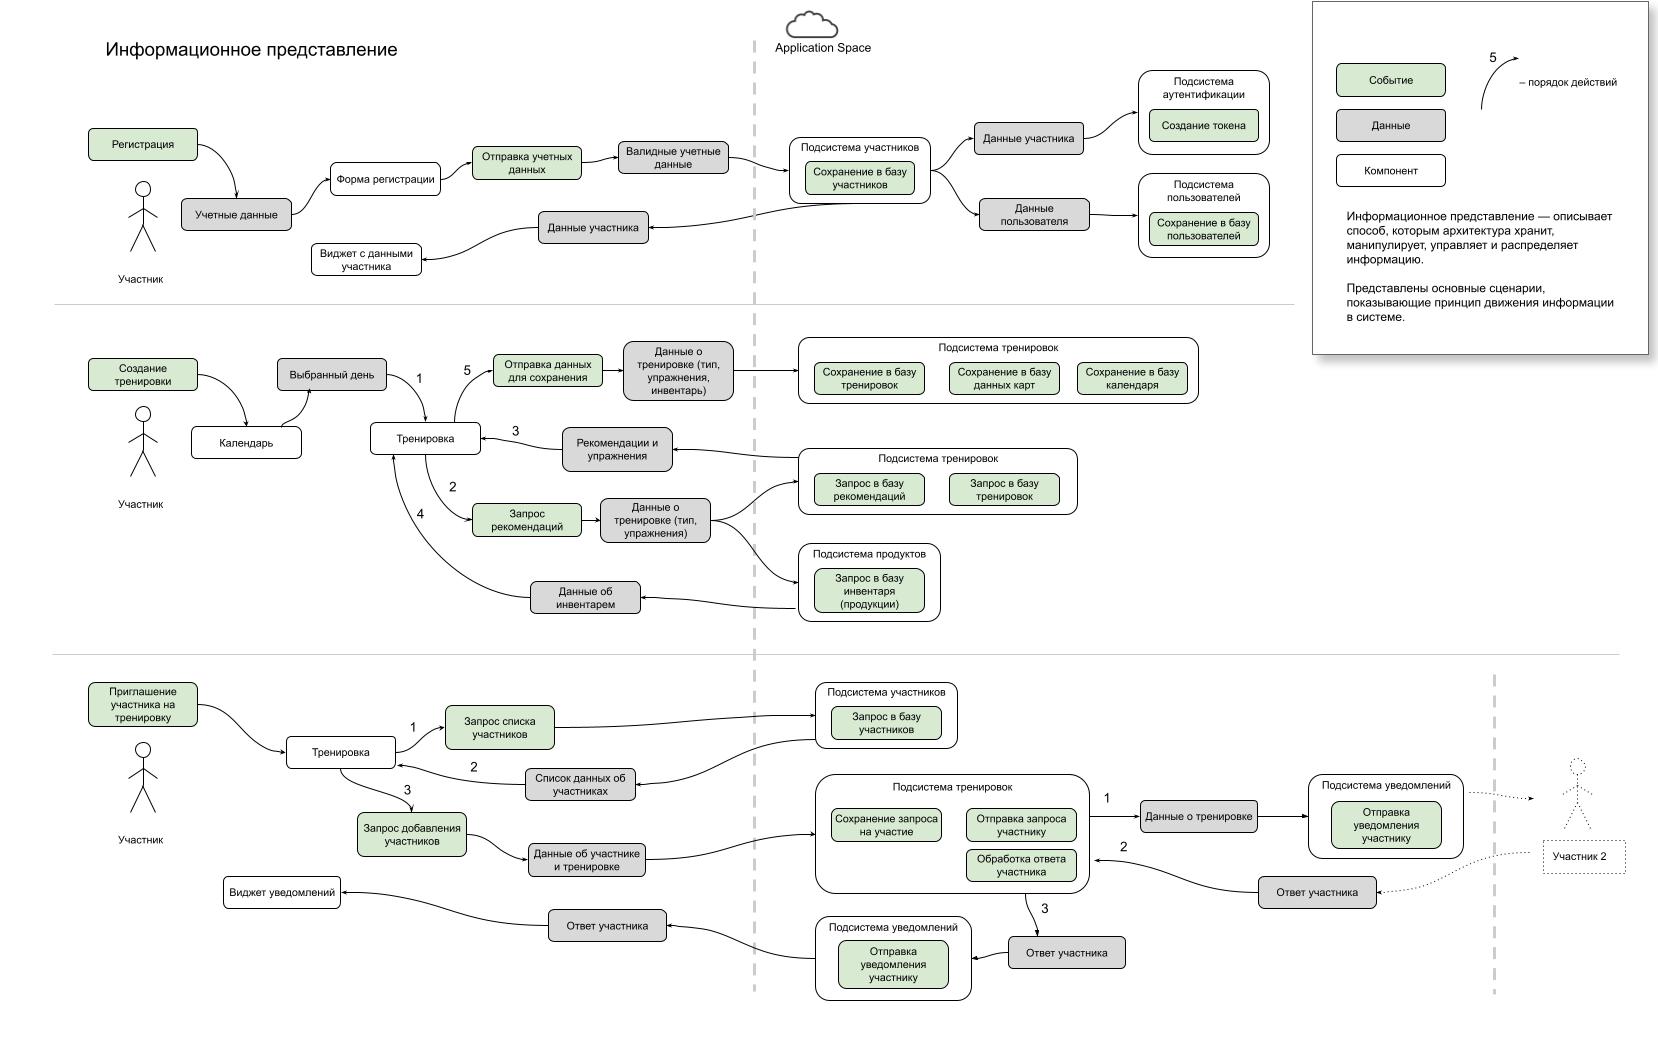 Информационное представление
Application Space
5
– порядок действий
Событие
Данные
Компонент
Информационное представление — описывает
способ, которым архитектура хранит,
манипулирует, управляет и распределяет
информацию.
Представлены основные сценарии,
показывающие принцип движения информации
в системе.
Регистрация
Участник
Учетные данные
Форма регистрации
Отправка учетных
данных
Валидные учетные
данные
Подсистема участников
Сохранение в базу
участников
Данные участника
Подсистема
аутентификации
Создание токена
Данные
пользователя
Подсистема
пользователей
Сохранение в базу
пользователей
Данные участника
Виджет с данными
участника
Создание
тренировки
Участник
Календарь
Выбранный день
1
Тренировка
5
Отправка данных
для сохранения
Данные о
тренировке (тип,
упражнения,
инвентарь)
Подсистема тренировок
Сохранение в базу
тренировок
Сохранение в базу
данных карт
Сохранение в базу
календаря
3
Рекомендации и
упражнения
Подсистема тренировок
Запрос в базу
рекомендаций
Запрос в базу
тренировок
2
Запрос
рекомендаций
Данные о
тренировке (тип,
упражнения)
4
Подсистема продуктов
Запрос в базу
инвентаря
(продукции)
Данные об
инвентарем
Приглашение
участника на
тренировку
Участник
Тренировка
1
Запрос списка
участников
Подсистема участников
Запрос в базу
участников
2
Список данных об
участниках
3
Запрос добавления
участников
Данные об участнике
и тренировке
Подсистема тренировок
Сохранение запроса
на участие
Отправка запроса
участнику
Обработка ответа
участника
1
Данные о тренировке
Подсистема уведомлений
Отправка
уведомления
участнику
Участник 2
2
Ответ участника
3
Ответ участника
Подсистема уведомлений
Отправка
уведомления
участнику
Ответ участника
Виджет уведомлений